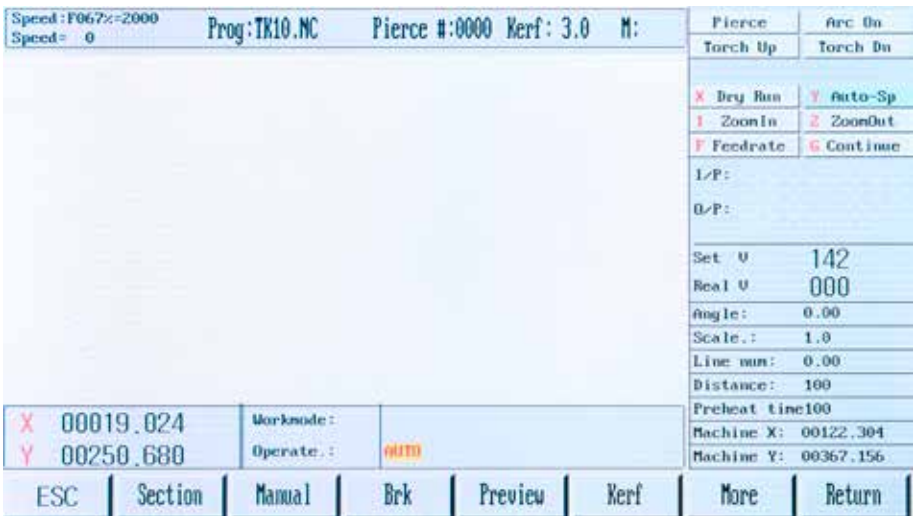 Speed:F067%=2000
Speed= 0
Prog:TK10.NC Pierce #:0000 Kerf: 3.0 M:
Pierce Arc On
Torch Up Torch Dn
X Dry Run Y Auto-Sp
1 ZoomIn 2 ZoomOut
F Feedrate G Continue
I/P:
O/P:
Set V 142
Real V 000
Angle: 0.00
Scale.: 1.0
Line num: 0.00
Distance: 100
Preheat time100
Machine X: 00122.304
Machine Y: 00367.156
X 00019.024
Y 00250.680
Workmode:
Operate.: AUTO
ESC Section Manual Brk Preview Kerf More Return